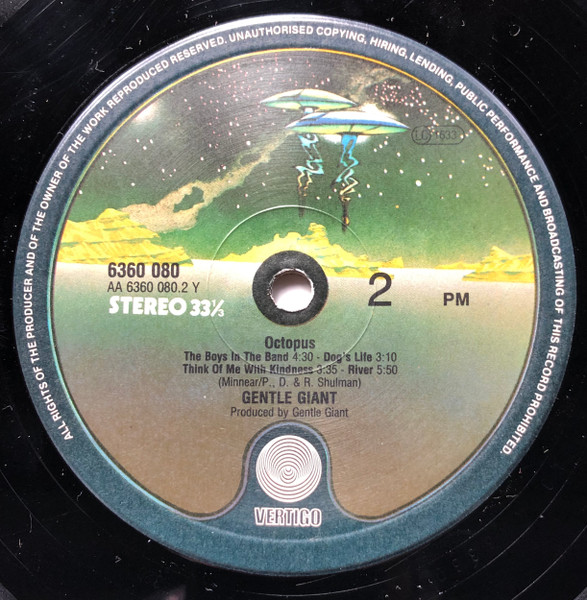 ALL RIGHTS OF THE PRODUCER AND OF THE OWNER OF THE WORK REPRODUCED RESERVED. UNAUTHORISED COPYING, HIRING, LENDING, PUBLIC PERFORMANCE AND BROADCASTING OF THIS RECORD PROHIBITED.
LC 1633
6360 080
AA 6360 080.2 Y
STEREO 33⅓
2
PM
Octopus
The Boys In The Band 4:30 - Dog's Life 3:10
Think Of Me With Kindness 3:35 - River 5:50
(Minnear/P., D. & R. Shulman)
GENTLE GIANT
Produced by Gentle Giant
VERTIGO